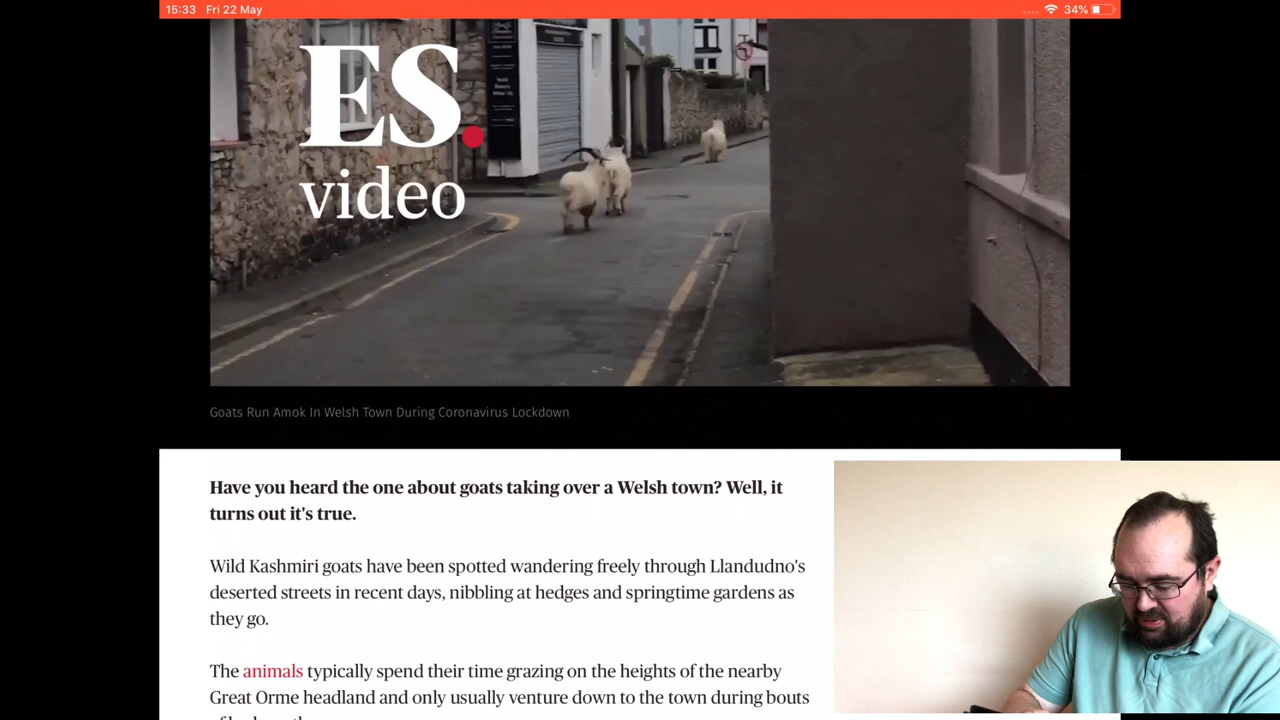 15:33 Fri 22 May
34%
ES.
video
Goats Run Amok In Welsh Town During Coronavirus Lockdown
Have you heard the one about goats taking over a Welsh town? Well, it
turns out it's true.
Wild Kashmiri goats have been spotted wandering freely through Llandudno's
deserted streets in recent days, nibbling at hedges and springtime gardens as
they go.
The animals typically spend their time grazing on the heights of the nearby
Great Orme headland and only usually venture down to the town during bouts